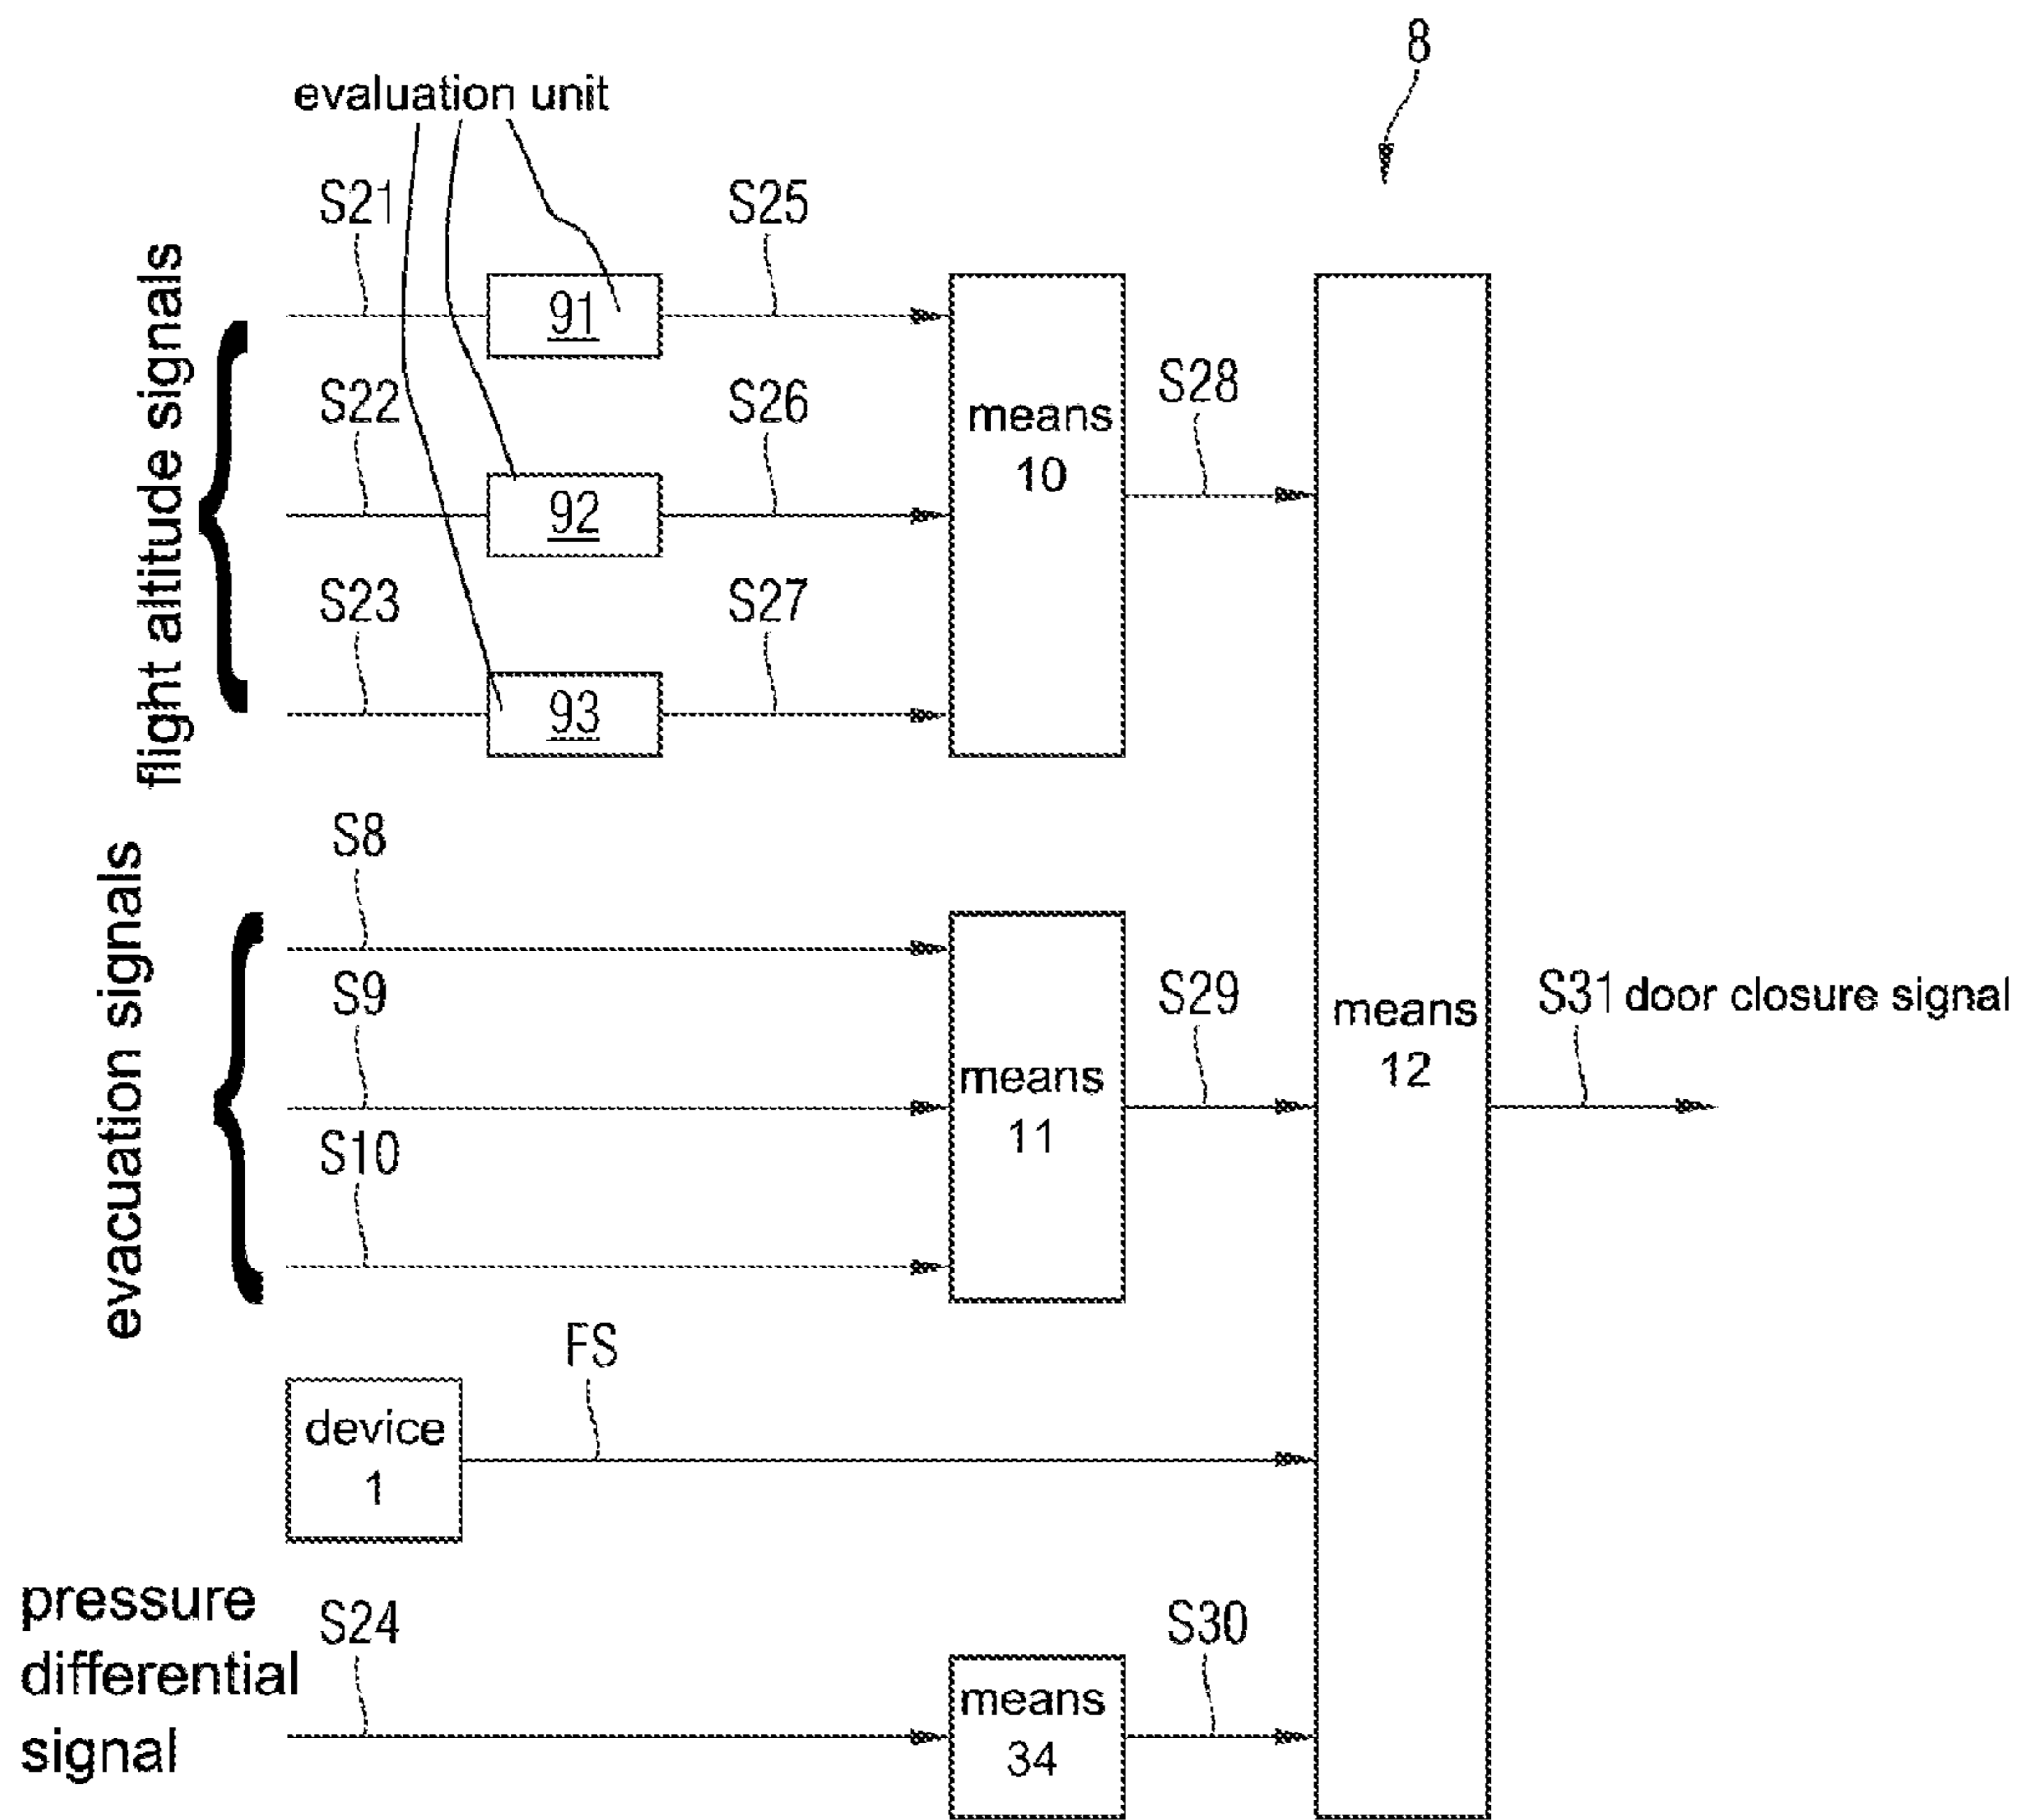 8
evaluation unit
flight altitude signals
S21
S25
91
S22
S26
means
10
S28
92
S23
S27
93
evacuation signals
S8
S9
S29
means
11
means
12
S31 door closure signal
S10
FS
device
1
pressure
differential
signal
S24
S30
means
34